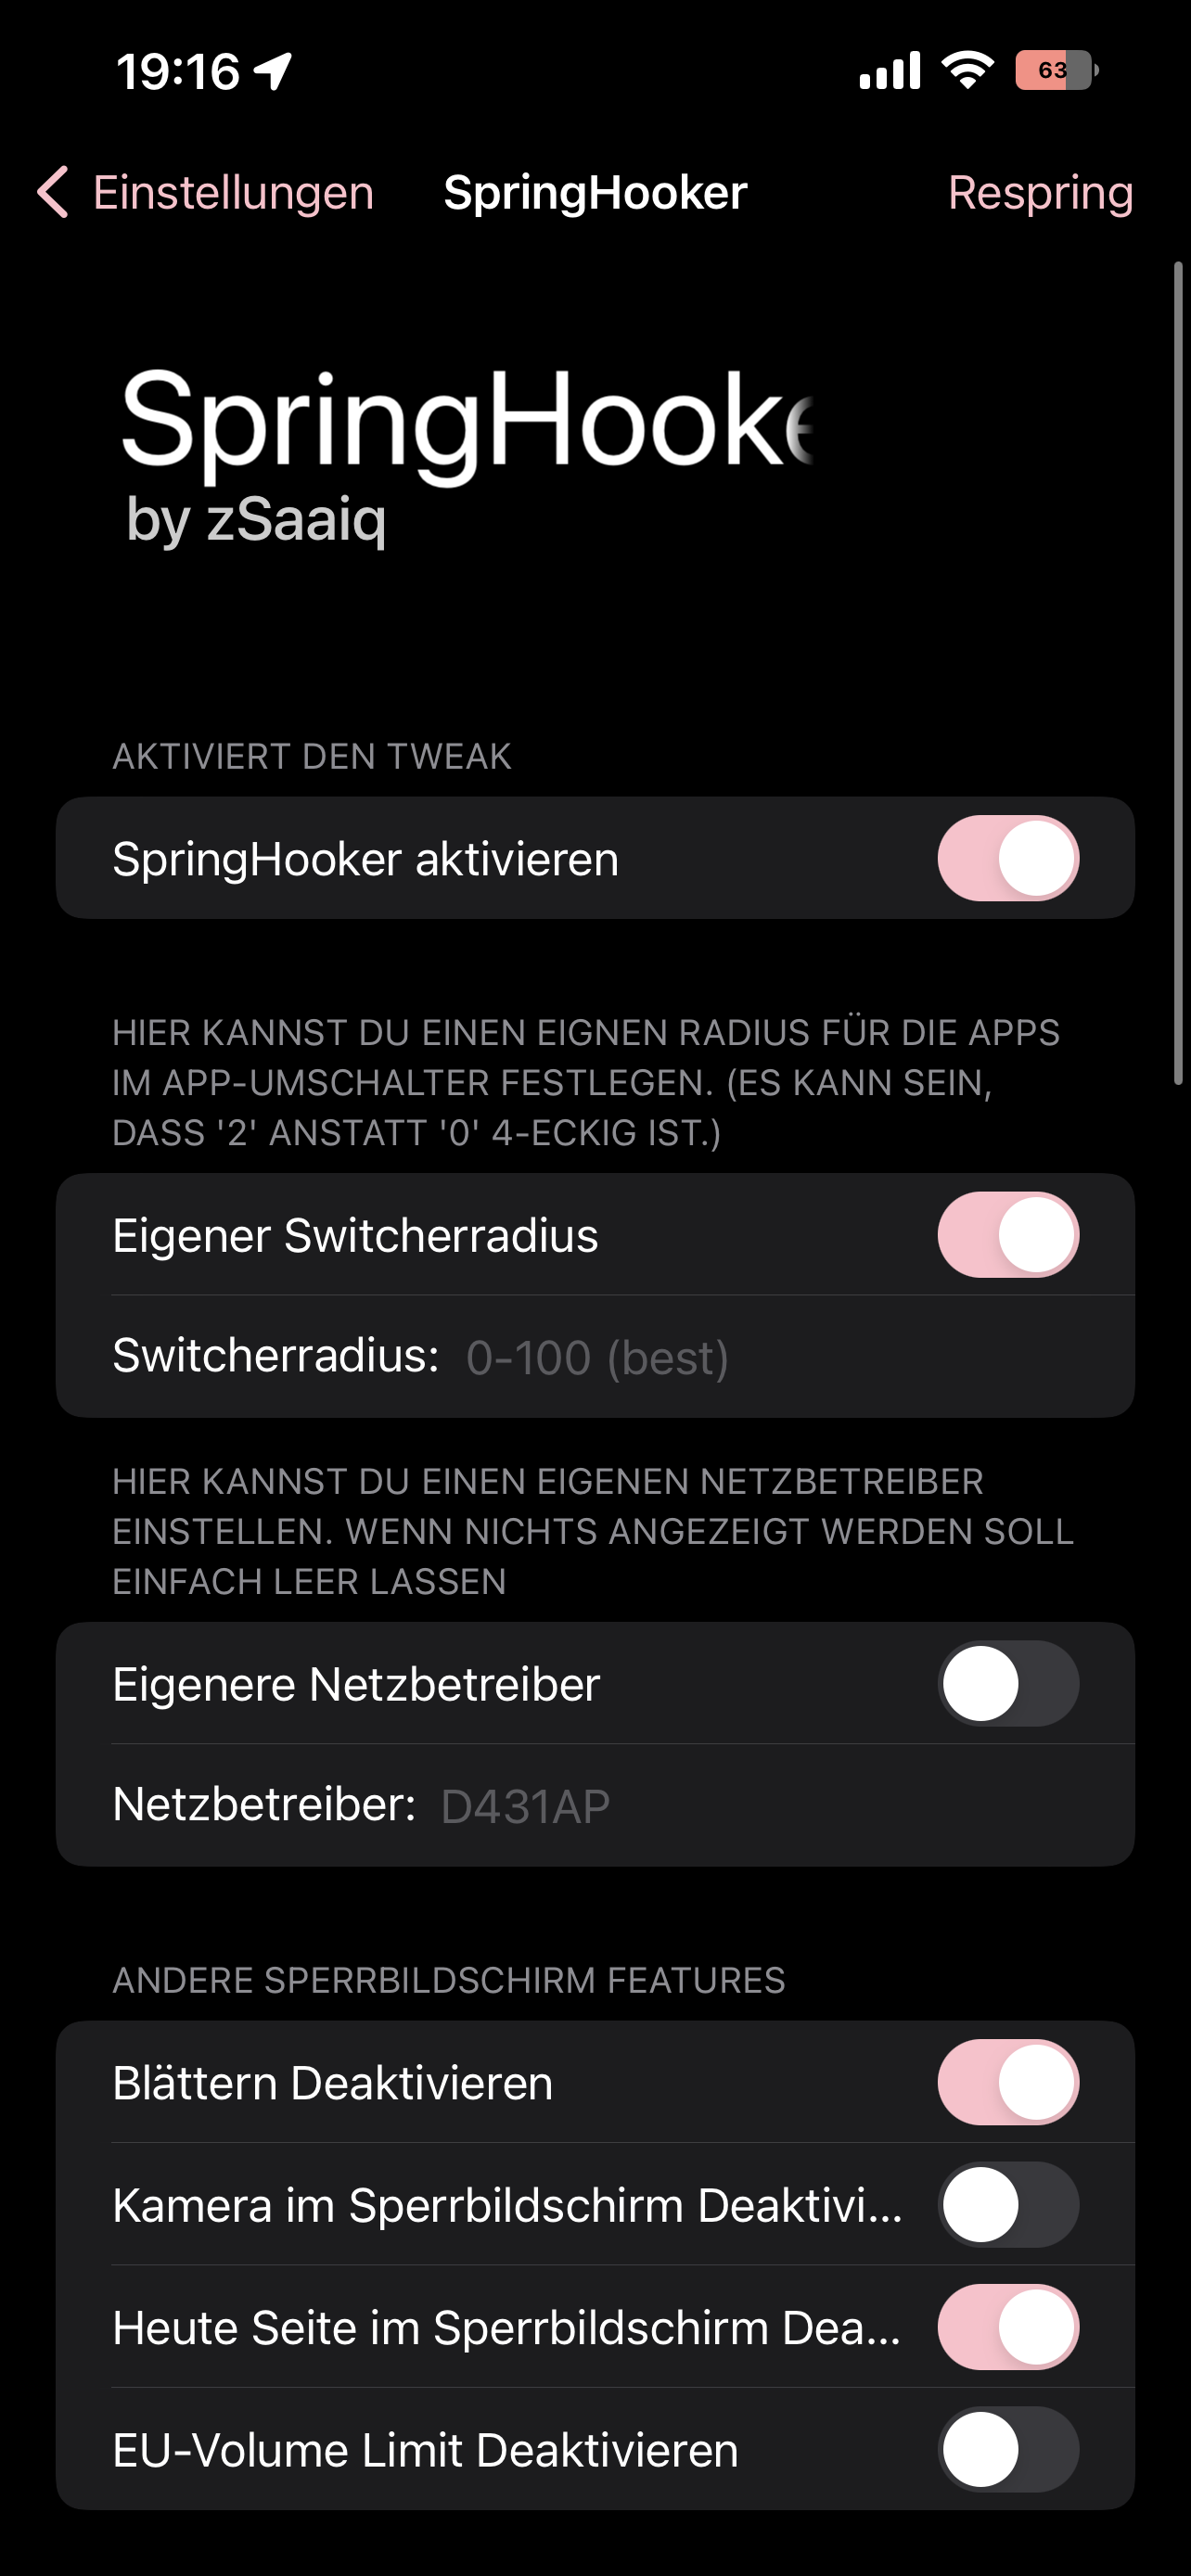 19:16
63
Einstellungen
SpringHooker
Respring
SpringHooke
by zSaaiq
AKTIVIERT DEN TWEAK
SpringHooker aktivieren
HIER KANNST DU EINEN EIGNEN RADIUS FÜR DIE APPS
IM APP-UMSCHALTER FESTLEGEN. (ES KANN SEIN,
DASS '2' ANSTATT '0' 4-ECKIG IST.)
Eigener Switcherradius
Switcherradius: 0-100 (best)
HIER KANNST DU EINEN EIGENEN NETZBETREIBER
EINSTELLEN. WENN NICHTS ANGEZEIGT WERDEN SOLL
EINFACH LEER LASSEN
Eigenere Netzbetreiber
Netzbetreiber: D431AP
ANDERE SPERRBILDSCHIRM FEATURES
Blättern Deaktivieren
Kamera im Sperrbildschirm Deaktivi...
Heute Seite im Sperrbildschirm Dea...
EU-Volume Limit Deaktivieren